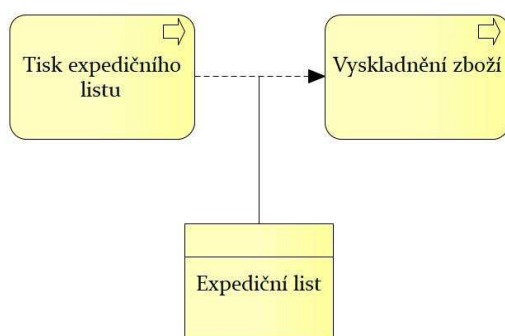 Tisk expedičního
listu
Vyskladnění zboží
Expediční list